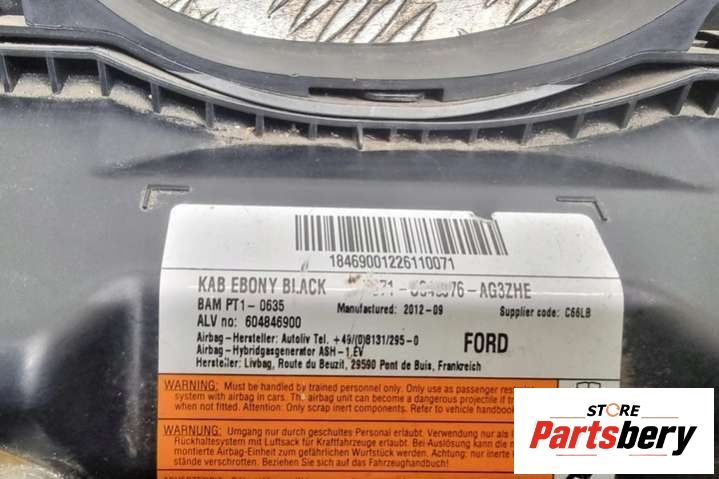 18469001226110071
KAB EBONY BLACK -AG3ZHE
BAM PT1-0635 Manufactured: 2012-09 Supplier code: C66LB
ALV no: 604846900
Airbag-Hersteller: Autoliv Tel. +49/(0)8131/295-0 FORD
Airbag-Hybridgasgenerator ASH-1,EV
Hersteller: Livbag, Route du Beuzit, 29590 Pont de Buis, Frankreich
WARNING: Must be handled by trained personnel only. Only use as passenger
system with airbag in cars. The airbag unit can become a dangerous projectile if
when not fitted. Attention: Only scrap inert components. Refer to vehicle handbook
WARNUNG: Umgang nur durch geschultes Personal erlaubt. Verwendung nur als
Rückhaltesystem mit Luftsack für Kraftfahrzeuge erlaubt. Bei Auslösung kann die
montierte Airbag-Einheit zum gefährlichen Wurfstück werden. Achtung: Nur
stände verschrotten. Beziehen Sie sich auf das Fahrzeughand
STORE
Partsbery